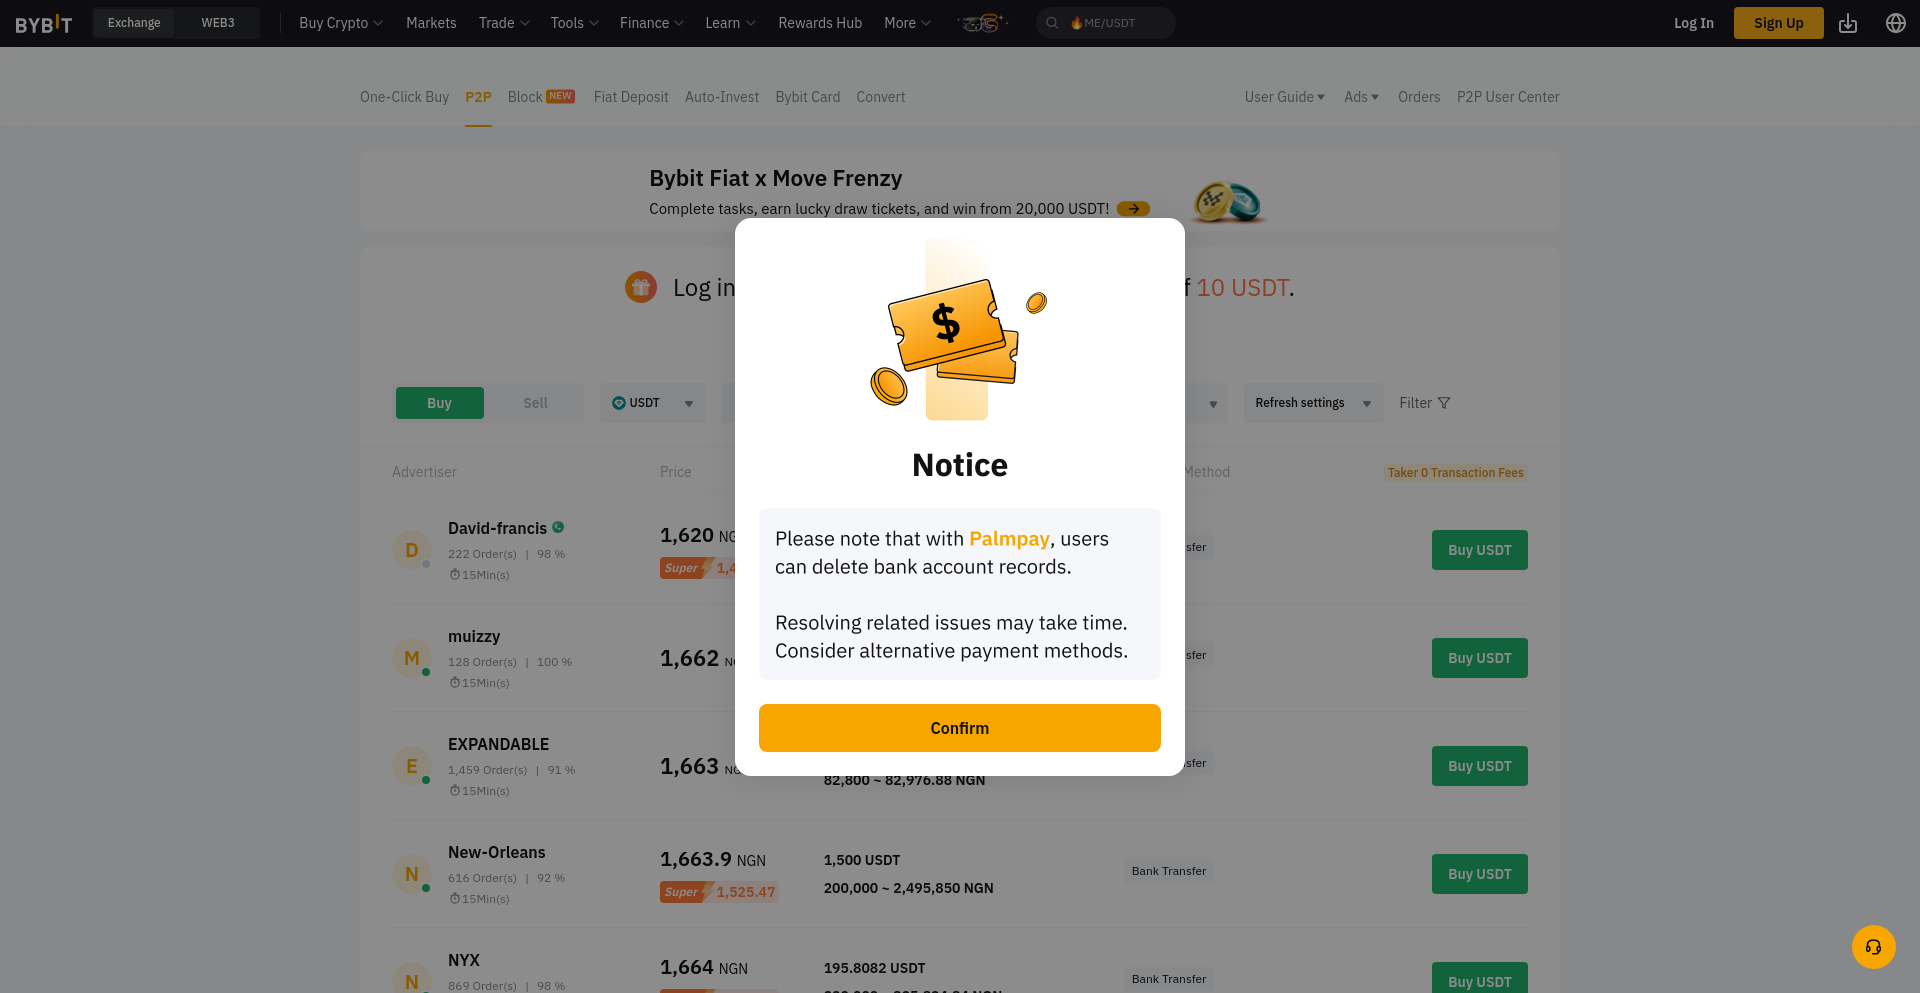 BYBIT Exchange WEB3 Buy Crypto Markets Trade Tools Finance Learn Rewards Hub More ME/USDT Log In Sign Up
One-Click Buy P2P Block NEW Fiat Deposit Auto-Invest Bybit Card Convert User Guide Ads Orders P2P User Center
Bybit Fiat x Move Frenzy
Complete tasks, earn lucky draw tickets, and win from 20,000 USDT!
Log in
10 USDT.
$
Buy Sell USDT Refresh settings Filter
Notice
Advertiser Price Method Taker 0 Transaction Fees
Please note that with Palmpay, users
can delete bank account records.
Resolving related issues may take time.
Consider alternative payment methods.
Confirm
D David-francis
222 Order(s) | 98 %
15Min(s)
1,620
Super
Buy USDT
M muizzy
128 Order(s) | 100 %
15Min(s)
1,662
Buy USDT
E EXPANDABLE
1,459 Order(s) | 91 %
15Min(s)
1,663
82,800 ~ 82,976.88 NGN
Buy USDT
N New-Orleans
616 Order(s) | 92 %
15Min(s)
1,663.9 NGN
Super 1,525.47
1,500 USDT
200,000 ~ 2,495,850 NGN
Bank Transfer
Buy USDT
N NYX
869 Order(s) | 98 %
1,664 NGN
195.8082 USDT
Bank Transfer
Buy USDT